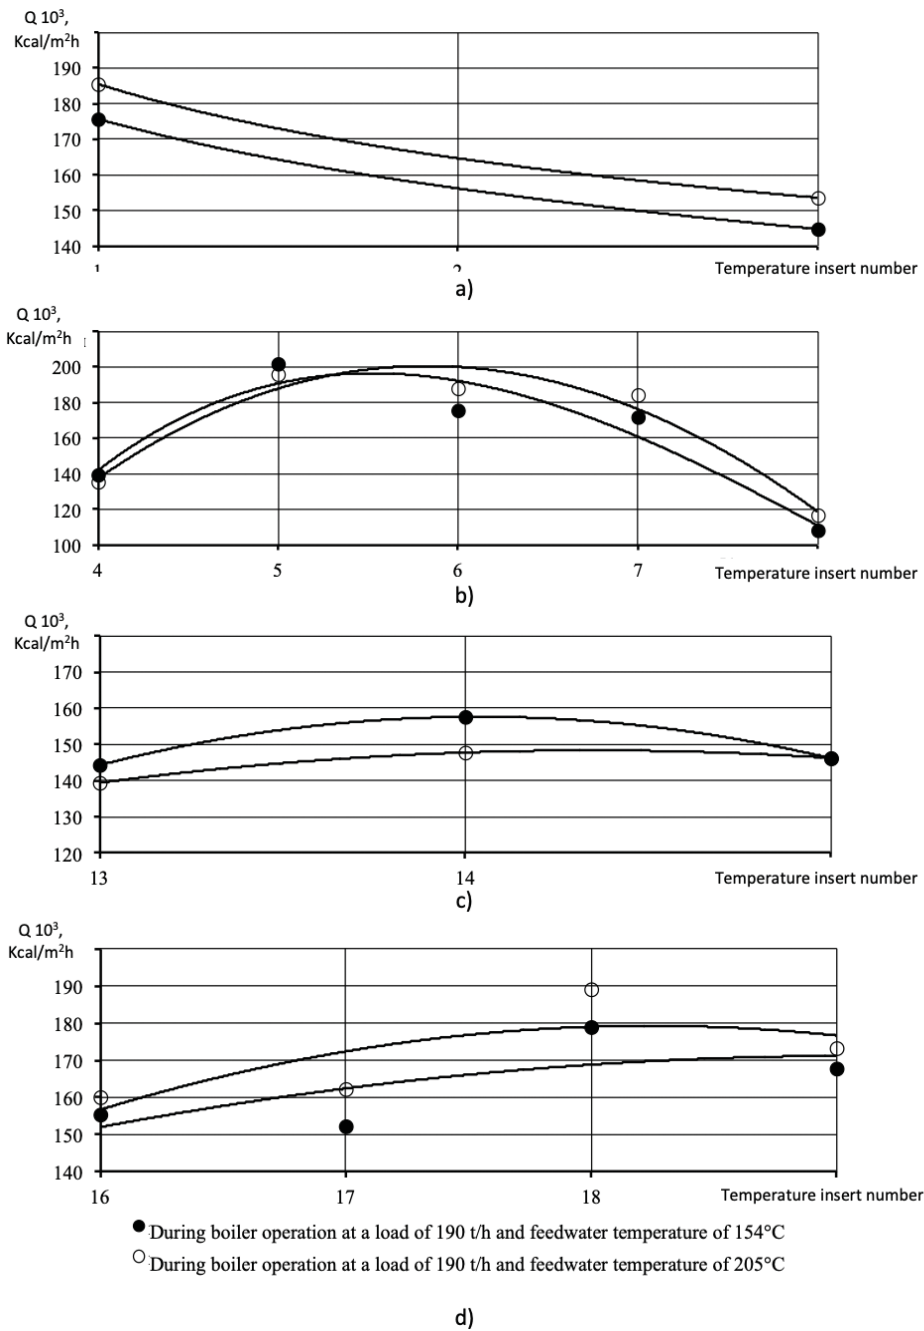 Q 10³,
Kcal/m²h
190
180
170
160
150
140
1
2
Temperature insert number
a)
Q 10³,
Kcal/m²h
200
180
160
140
120
100
4
5
6
7
Temperature insert number
b)
Q 10³,
Kcal/m²h
170
160
150
140
130
120
13
14
Temperature insert number
c)
Q 10³,
Kcal/m²h
190
180
170
160
150
140
16
17
18
Temperature insert number
During boiler operation at a load of 190 t/h and feedwater temperature of 154°C
During boiler operation at a load of 190 t/h and feedwater temperature of 205°C
d)